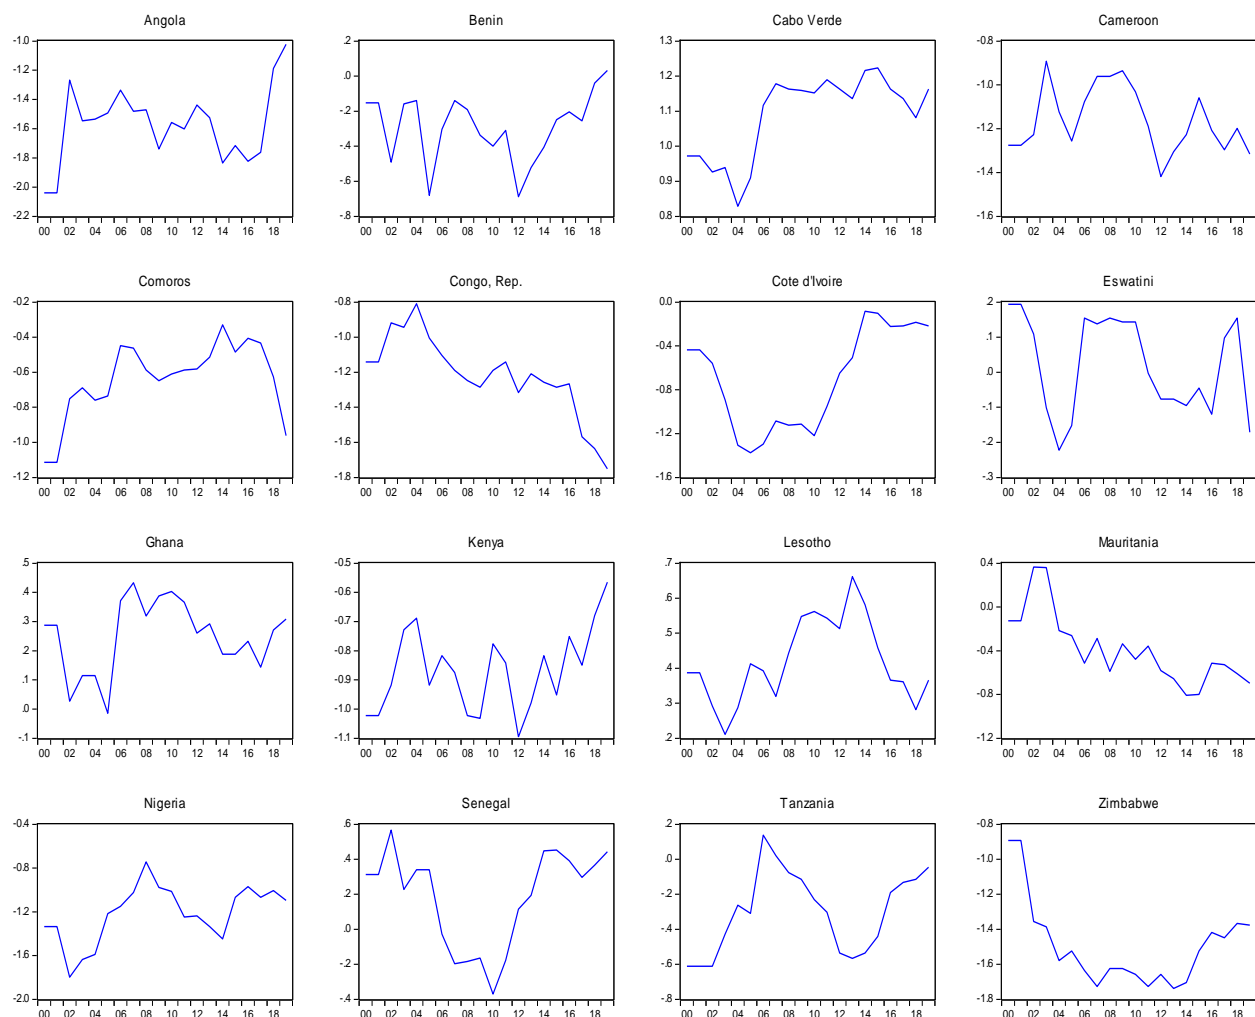 Angola
-1.0
-1.2
-1.4
-1.6
-1.8
-2.0
-2.2
00 02 04 06 08 10 12 14 16 18
Benin
.2
.0
-.2
-.4
-.6
-.8
00 02 04 06 08 10 12 14 16 18
Cabo Verde
1.3
1.2
1.1
1.0
0.9
0.8
00 02 04 06 08 10 12 14 16 18
Cameroon
-0.8
-1.0
-1.2
-1.4
-1.6
00 02 04 06 08 10 12 14 16 18
Comoros
-0.2
-0.4
-0.6
-0.8
-1.0
-1.2
00 02 04 06 08 10 12 14 16 18
Congo, Rep.
-0.8
-1.0
-1.2
-1.4
-1.6
-1.8
00 02 04 06 08 10 12 14 16 18
Cote d'Ivoire
0.0
-0.4
-0.8
-1.2
-1.6
00 02 04 06 08 10 12 14 16 18
Eswatini
.2
.1
.0
-.1
-.2
-.3
00 02 04 06 08 10 12 14 16 18
Ghana
.5
.4
.3
.2
.1
.0
-.1
00 02 04 06 08 10 12 14 16 18
Kenya
-0.5
-0.6
-0.7
-0.8
-0.9
-1.0
-1.1
00 02 04 06 08 10 12 14 16 18
Lesotho
.7
.6
.5
.4
.3
.2
00 02 04 06 08 10 12 14 16 18
Mauritania
0.4
0.0
-0.4
-0.8
-1.2
00 02 04 06 08 10 12 14 16 18
Nigeria
-0.4
-0.8
-1.2
-1.6
-2.0
00 02 04 06 08 10 12 14 16 18
Senegal
.6
.4
.2
.0
-.2
-.4
00 02 04 06 08 10 12 14 16 18
Tanzania
.2
.0
-.2
-.4
-.6
-.8
00 02 04 06 08 10 12 14 16 18
Zimbabwe
-0.8
-1.0
-1.2
-1.4
-1.6
-1.8
00 02 04 06 08 10 12 14 16 18